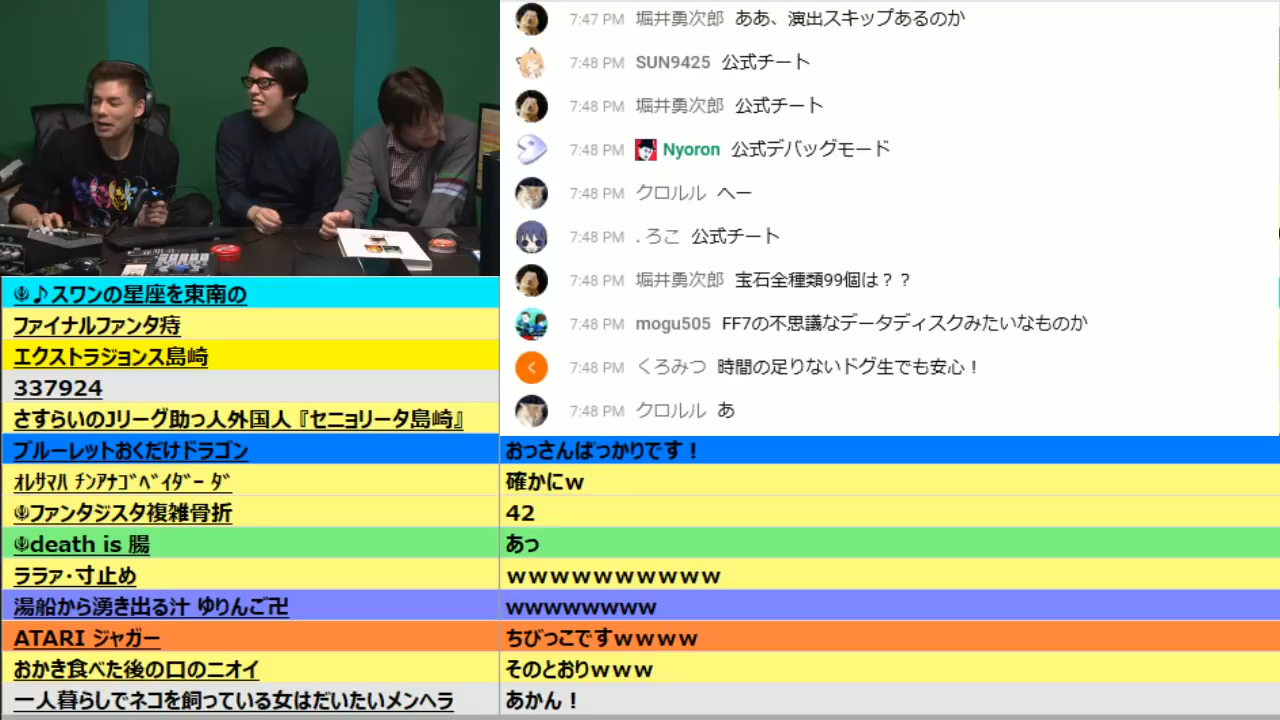 7:47 PM 堀井勇次郎 ああ、演出スキップあるのか
7:48 PM SUN9425 公式チート
7:48 PM 堀井勇次郎 公式チート
7:48 PM Nyoron 公式デバッグモード
7:48 PM クロルル へー
7:48 PM . ろこ 公式チート
7:48 PM 堀井勇次郎 宝石全種類99個は？？
7:48 PM mogu505 FF7の不思議なデータディスクみたいなものか
く 7:48 PM くろみつ 時間の足りないドグ生でも安心！
7:48 PM クロルル あ
☬♪スワンの星座を東南の
ファイナルファンタ痔
エクストラジョンス島崎
337924
さすらいのJリーグ助っ人外国人『セニョリータ島崎』
ブルーレットおくだけドラゴン おっさんばっかりです！
ｵﾚｻﾏﾊ ﾁﾝｱﾅｺﾞﾍﾞｲﾀﾞｰ ﾀﾞ 確かにｗ
☬ファンタジスタ複雑骨折 42
☬death is 腸 あっ
ララァ・寸止め ｗｗｗｗｗｗｗｗｗｗ
湯船から湧き出る汁 ゆりんご卍 wwwwwwww
ATARI ジャガー ちびっこですｗｗｗｗ
おかき食べた後の口のニオイ そのとおりｗｗｗ
一人暮らしでネコを飼っている女はだいたいメンヘラ あかん！